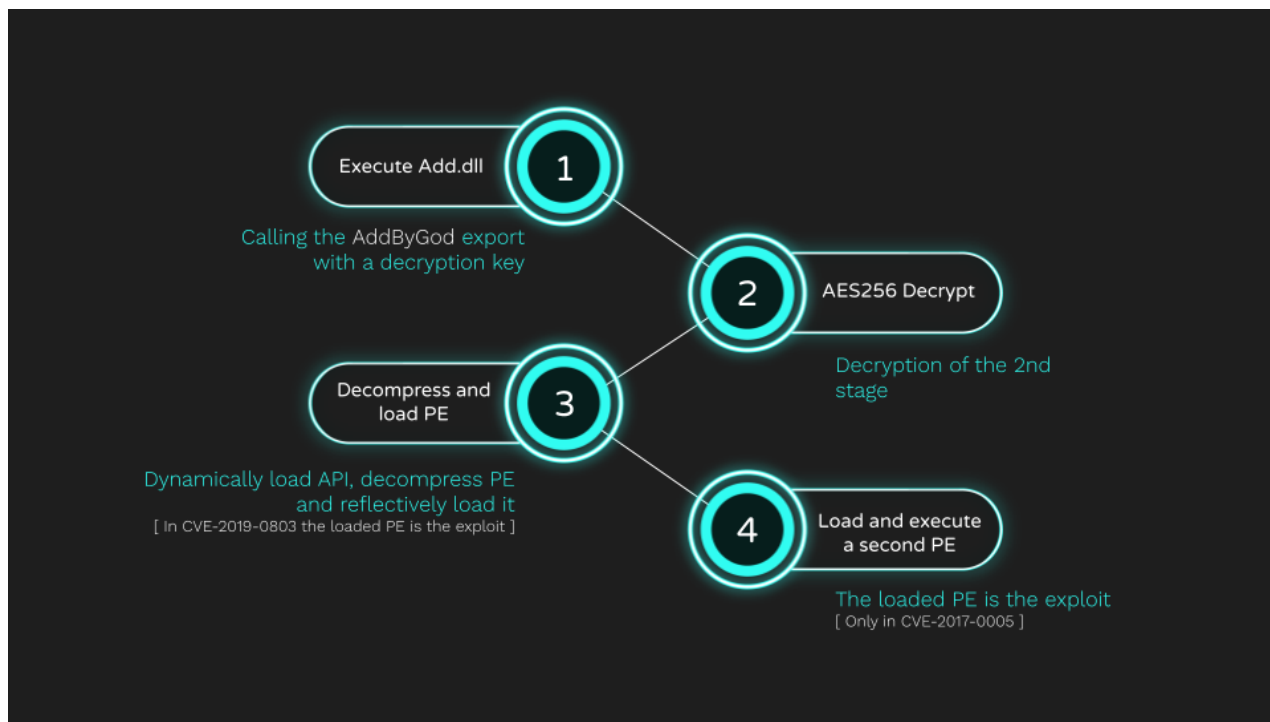 Execute Add.dll
1
Calling the AddByGod export
with a decryption key
2
AES256 Decrypt
Decryption of the 2nd
stage
Decompress and
load PE
3
Dynamically load API, decompress PE
and reflectively load it
[ In CVE-2019-0803 the loaded PE is the exploit ]
4
Load and execute
a second PE
The loaded PE is the exploit
[ Only in CVE-2017-0005 ]